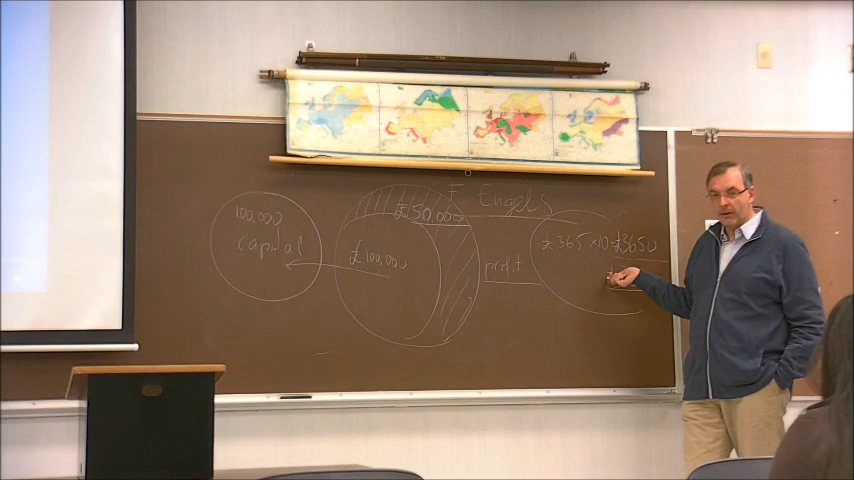 F Engels
100,000
capital
£50,000
£100,000
profit
£365 ×10=£3650